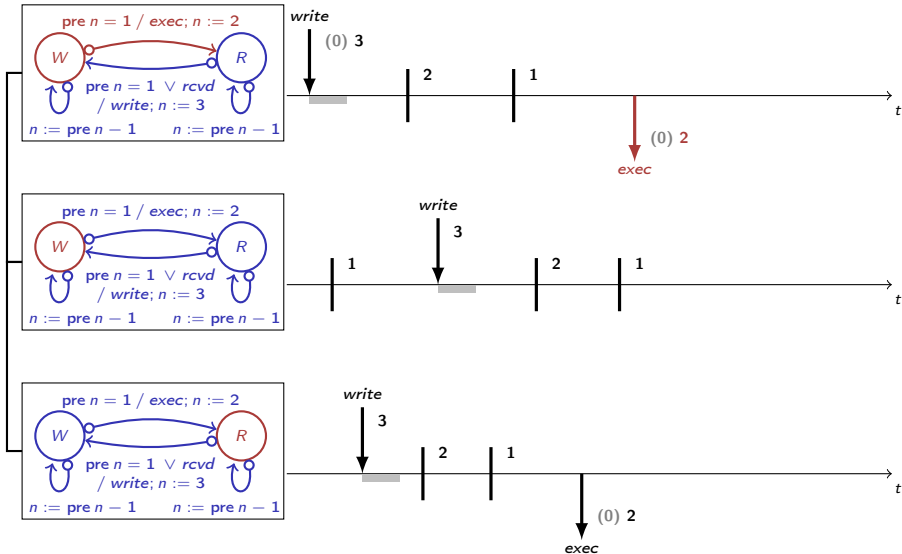 pre n = 1 / exec; n := 2
W
R
pre n = 1 ∨ rcvd
/ write; n := 3
n := pre n − 1
n := pre n − 1
write
(0) 3
2
1
t
(0) 2
exec
pre n = 1 / exec; n := 2
W
R
pre n = 1 ∨ rcvd
/ write; n := 3
n := pre n − 1
n := pre n − 1
write
3
1
2
1
t
pre n = 1 / exec; n := 2
W
R
pre n = 1 ∨ rcvd
/ write; n := 3
n := pre n − 1
n := pre n − 1
write
3
2
1
t
(0) 2
exec